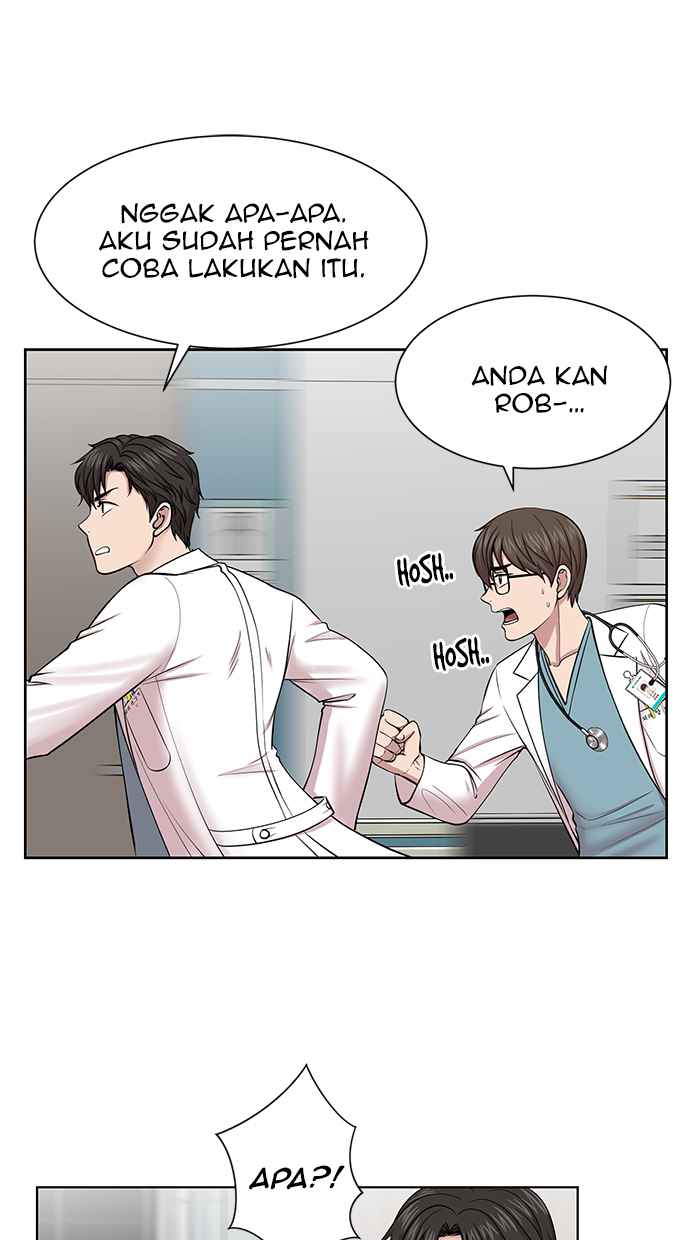 NGGAK APA-APA.
AKU SUDAH PERNAH
COBA LAKUKAN ITU.
ANDA KAN
ROB-...
HOSH..
HOSH..
APA?!